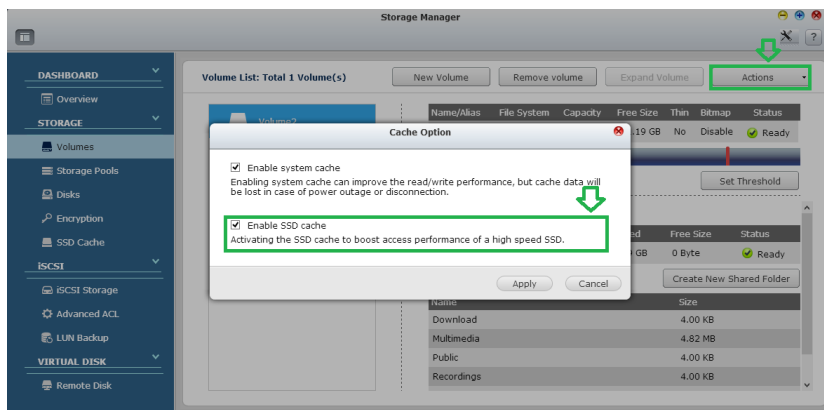 Storage Manager
?
DASHBOARD
Overview
STORAGE
Volumes
Storage Pools
Disks
Encryption
SSD Cache
iSCSI
iSCSI Storage
Advanced ACL
LUN Backup
VIRTUAL DISK
Remote Disk
Volume List: Total 1 Volume(s)
New Volume
Remove volume
Expand Volume
Actions
Name/Alias File System Capacity Free Size Thin Bitmap Status
.19 GB No Disable Ready
Set Threshold
Cache Option
Enable system cache
Enabling system cache can improve the read/write performance, but cache data will
be lost in case of power outage or disconnection.
Enable SSD cache
Activating the SSD cache to boost access performance of a high speed SSD.
Apply
Cancel
Free Size Status
GB 0 Byte Ready
Create New Shared Folder
Name Size
Download 4.00 KB
Multimedia 4.82 MB
Public 4.00 KB
Recordings 4.00 KB